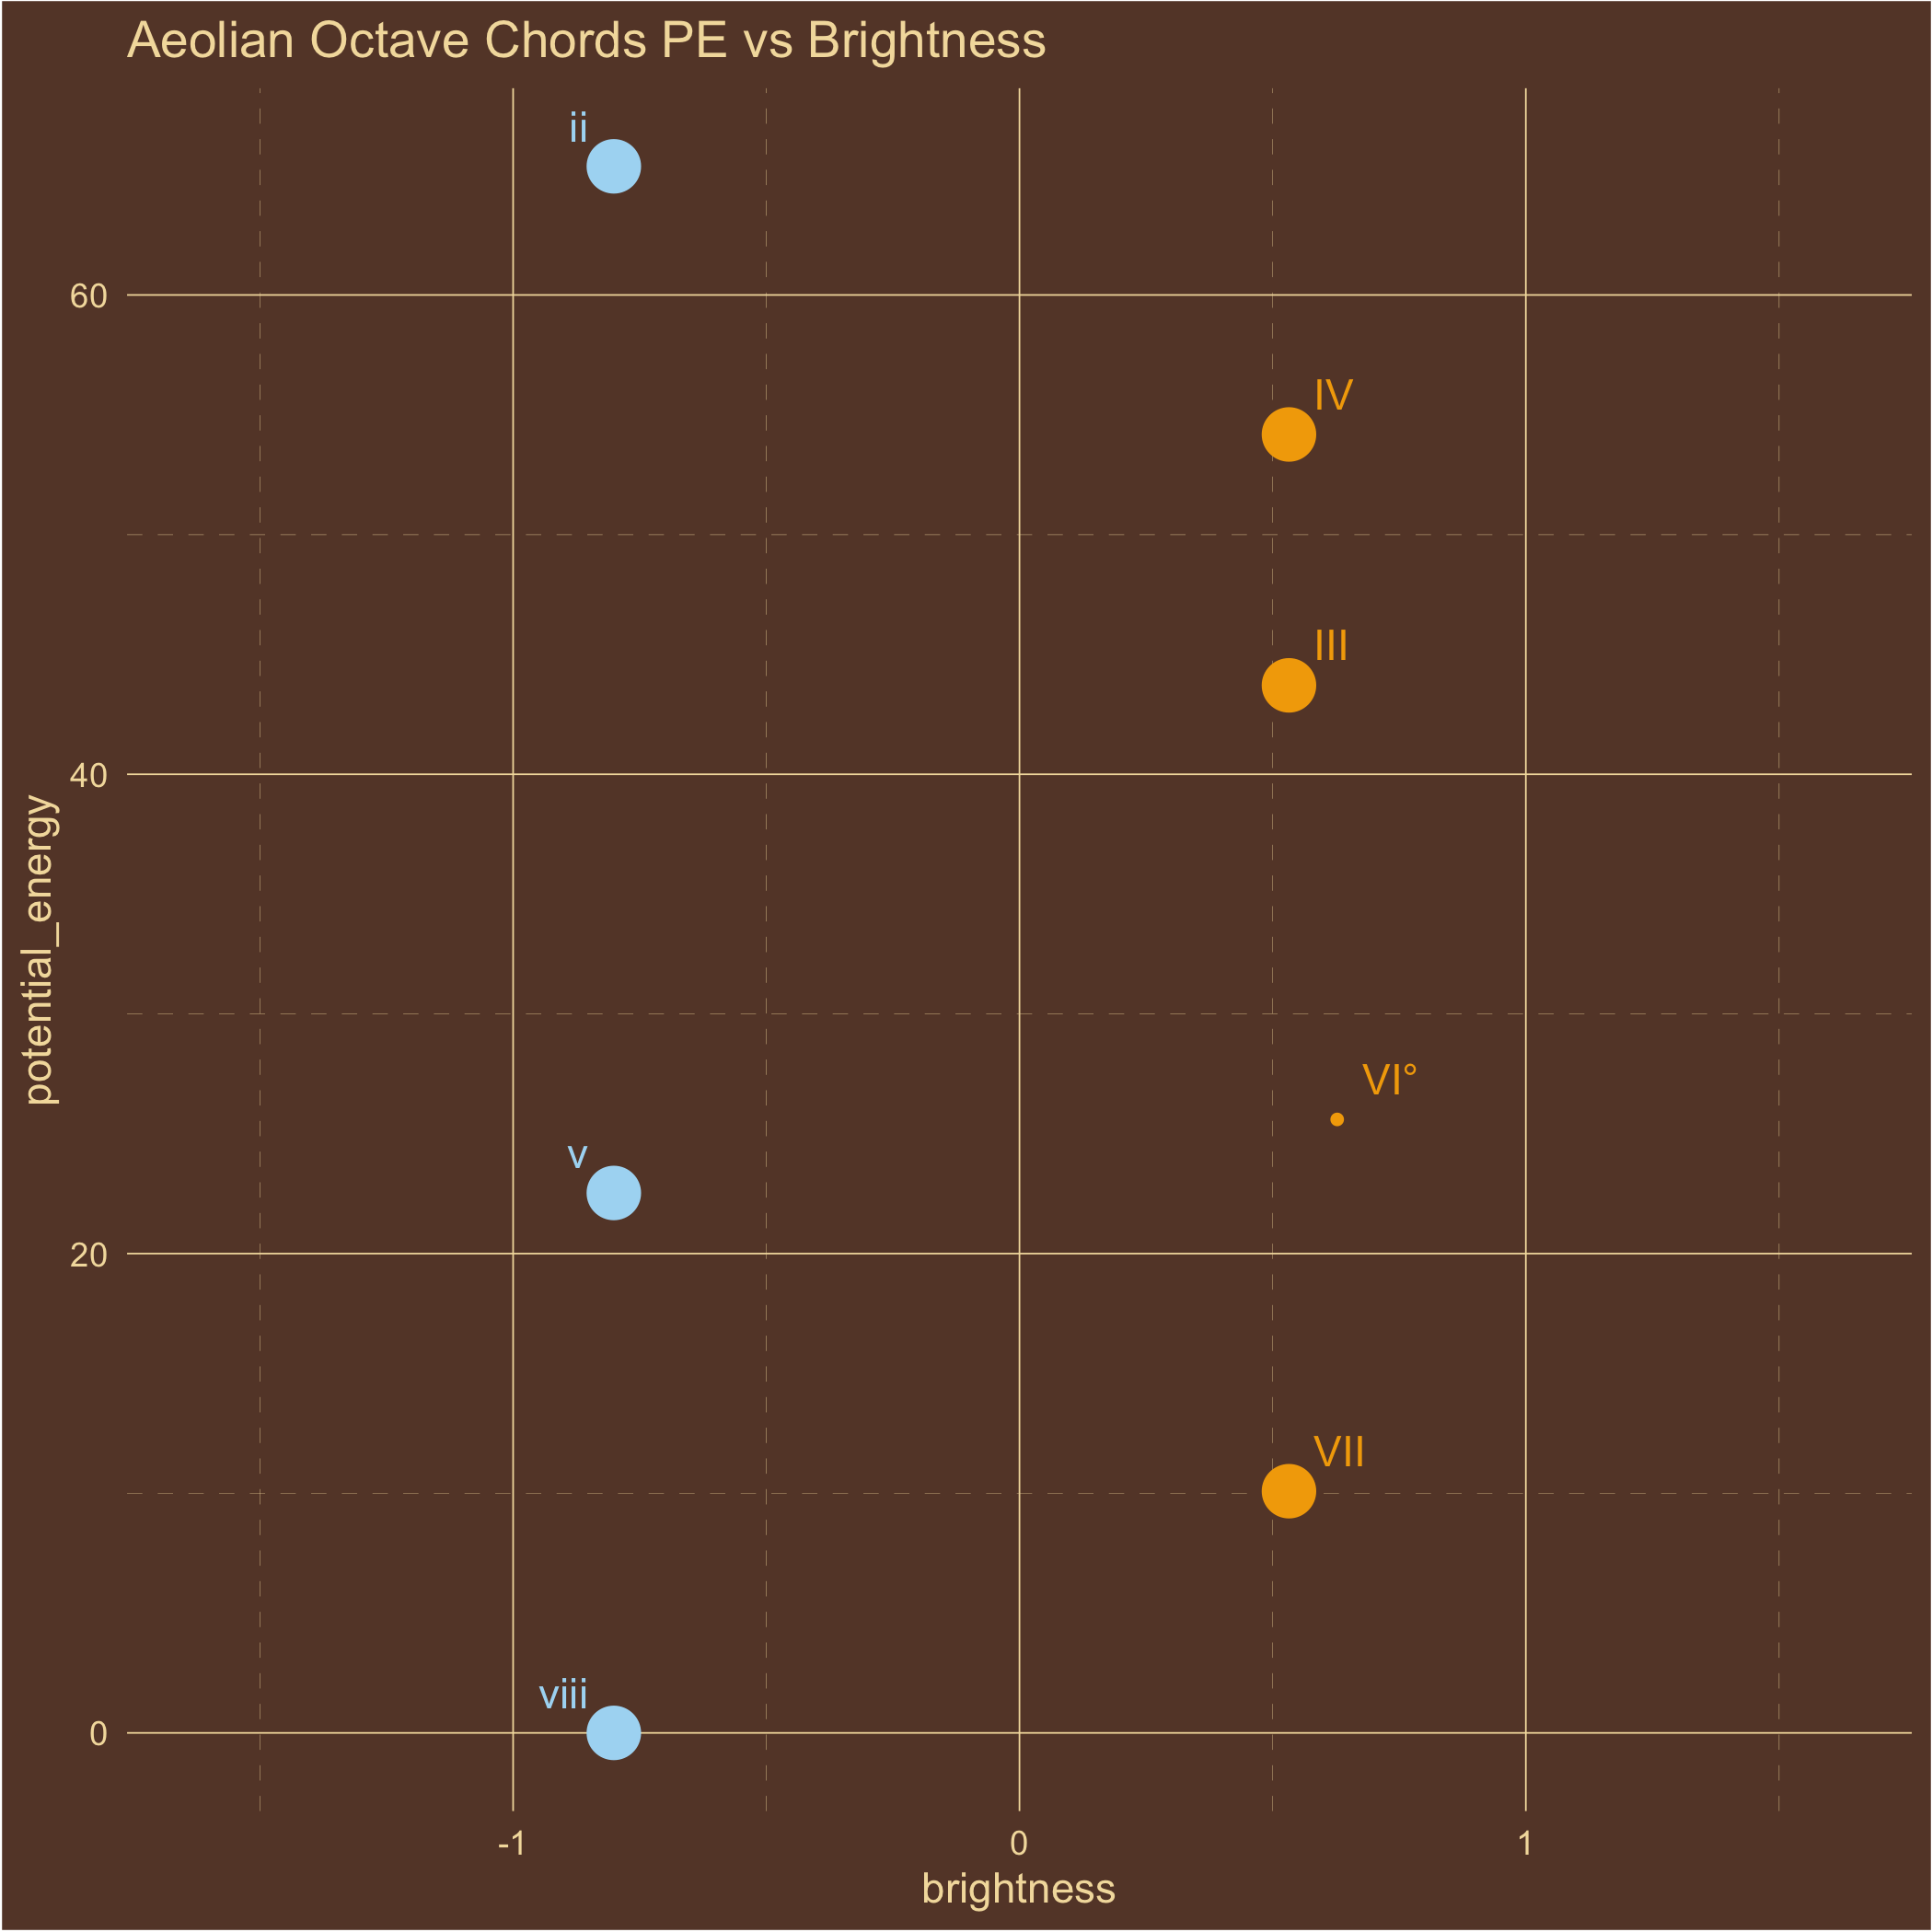 Aeolian Octave Chords PE vs Brightness
ii
60
IV
III
40
potential_energy
VI°
v
20
VII
viii
0
-1
0
1
brightness